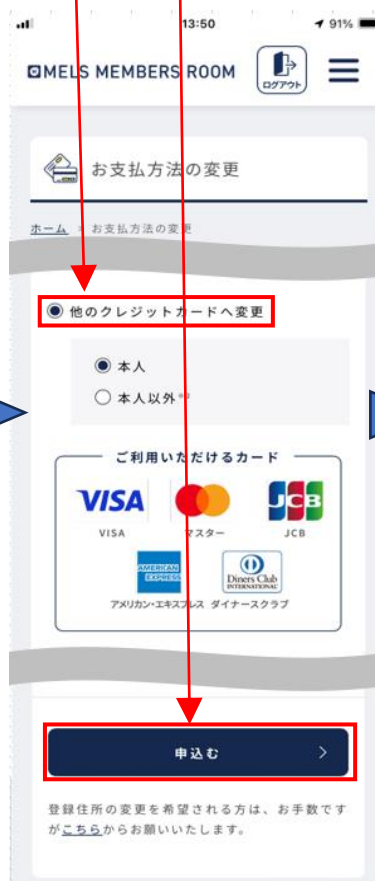 13:50
91%
MELS MEMBERS ROOM
ログアウト
お支払方法の変更
ホーム > お支払方法の変更
他のクレジットカードへ変更
本人
本人以外
ご利用いただけるカード
VISA
JCB
VISA
マスター
JCB
AMERICAN
EXPRESS
Diners Club
INTERNATIONAL
アメリカン・エキスプレス
ダイナースクラブ
申込む
登録住所の変更を希望される方は、お手数です
がこちらからお願いいたします。